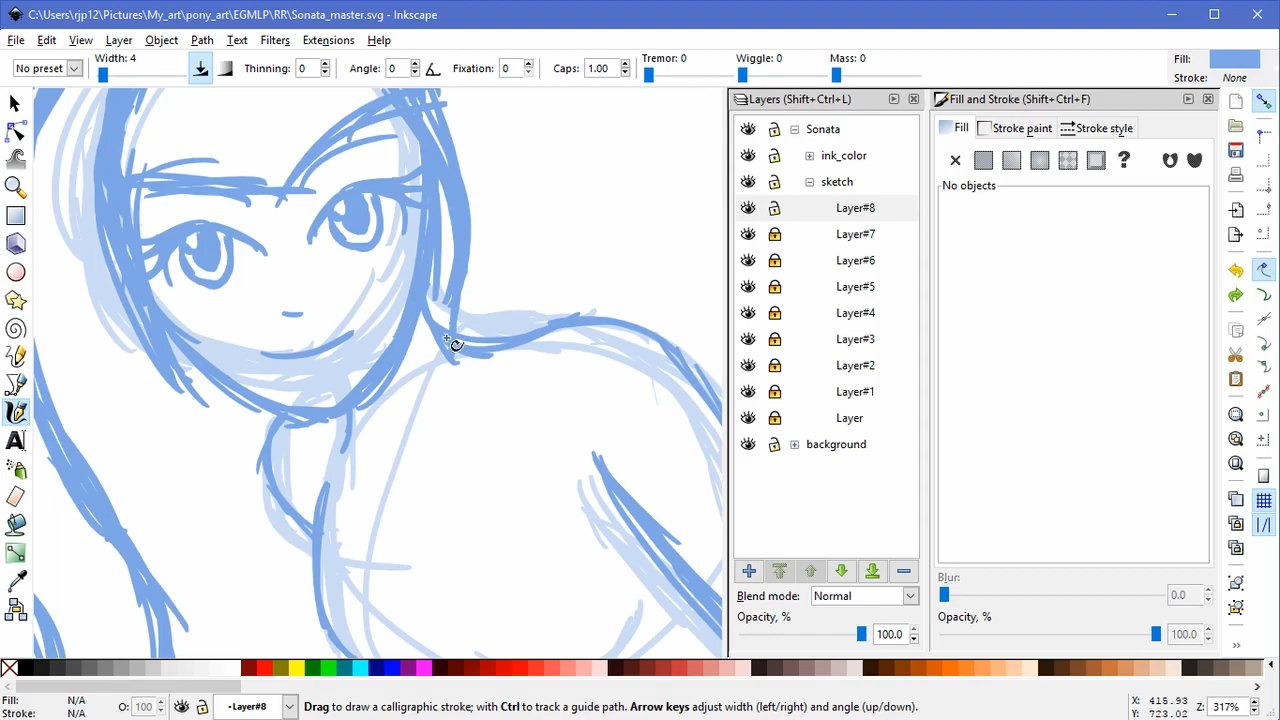 C:\Users\rjp12\Pictures\My_art\pony_art\EGMLP\RR\Sonata_master.svg - Inkscape
File Edit View Layer Object Path Text Filters Extensions Help
No preset Width: 4 Thinning: 0 Angle: 0 Fixation: 0 Caps: 1.00 Tremor: 0 Wiggle: 0 Mass: 0 Fill:
Stroke: None
Layers (Shift+Ctrl+L) Fill and Stroke (Shift+Ctrl+F)
Sonata Fill Stroke paint Stroke style
ink_color
sketch No objects
Layer#8
Layer#7
Layer#6
Layer#5
Layer#4
Layer#3
Layer#2
Layer#1
Layer
background
Blur:
Blend mode: Normal 0.0
Opacity, % Opacity, %
100.0 100.0
Fill: N/A O: 100 -Layer#8 Drag to draw a calligraphic stroke; with Ctrl to track a guide path. Arrow keys adjust width (left/right) and angle (up/down). X: 415.93 Z: 317%
Stroke: N/A Y: 723.02